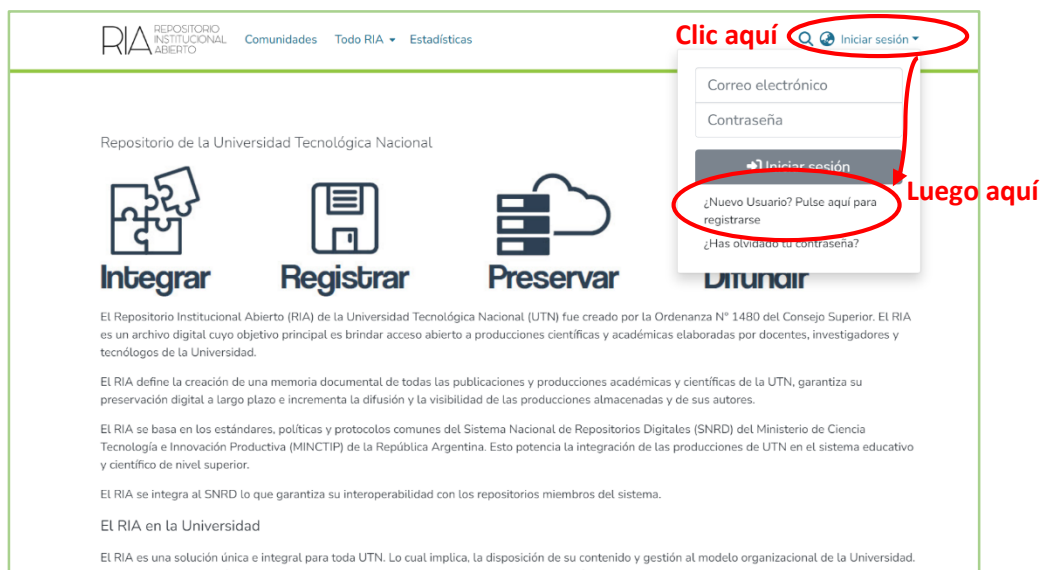 RIA REPOSITORIO
INSTITUCIONAL
ABIERTO
Comunidades Todo RIA Estadísticas
Clic aquí
Iniciar sesión
Correo electrónico
Contraseña
Iniciar sesión
Luego aquí
¿Nuevo Usuario? Pulse aquí para
registrarse
¿Has olvidado tu contraseña?
Repositorio de la Universidad Tecnológica Nacional
Integrar Registrar Preservar Difundir
El Repositorio Institucional Abierto (RIA) de la Universidad Tecnológica Nacional (UTN) fue creado por la Ordenanza N° 1480 del Consejo Superior. El RIA
es un archivo digital cuyo objetivo principal es brindar acceso abierto a producciones científicas y académicas elaboradas por docentes, investigadores y
tecnólogos de la Universidad.
El RIA define la creación de una memoria documental de todas las publicaciones y producciones académicas y científicas de la UTN, garantiza su
preservación digital a largo plazo e incrementa la difusión y la visibilidad de las producciones almacenadas y de sus autores.
El RIA se basa en los estándares, políticas y protocolos comunes del Sistema Nacional de Repositorios Digitales (SNRD) del Ministerio de Ciencia
Tecnología e Innovación Productiva (MINCTIP) de la República Argentina. Esto potencia la integración de las producciones de UTN en el sistema educativo
y científico de nivel superior.
El RIA se integra al SNRD lo que garantiza su interoperabilidad con los repositorios miembros del sistema.
El RIA en la Universidad
El RIA es una solución única e integral para toda UTN. Lo cual implica, la disposición de su contenido y gestión al modelo organizacional de la Universidad.